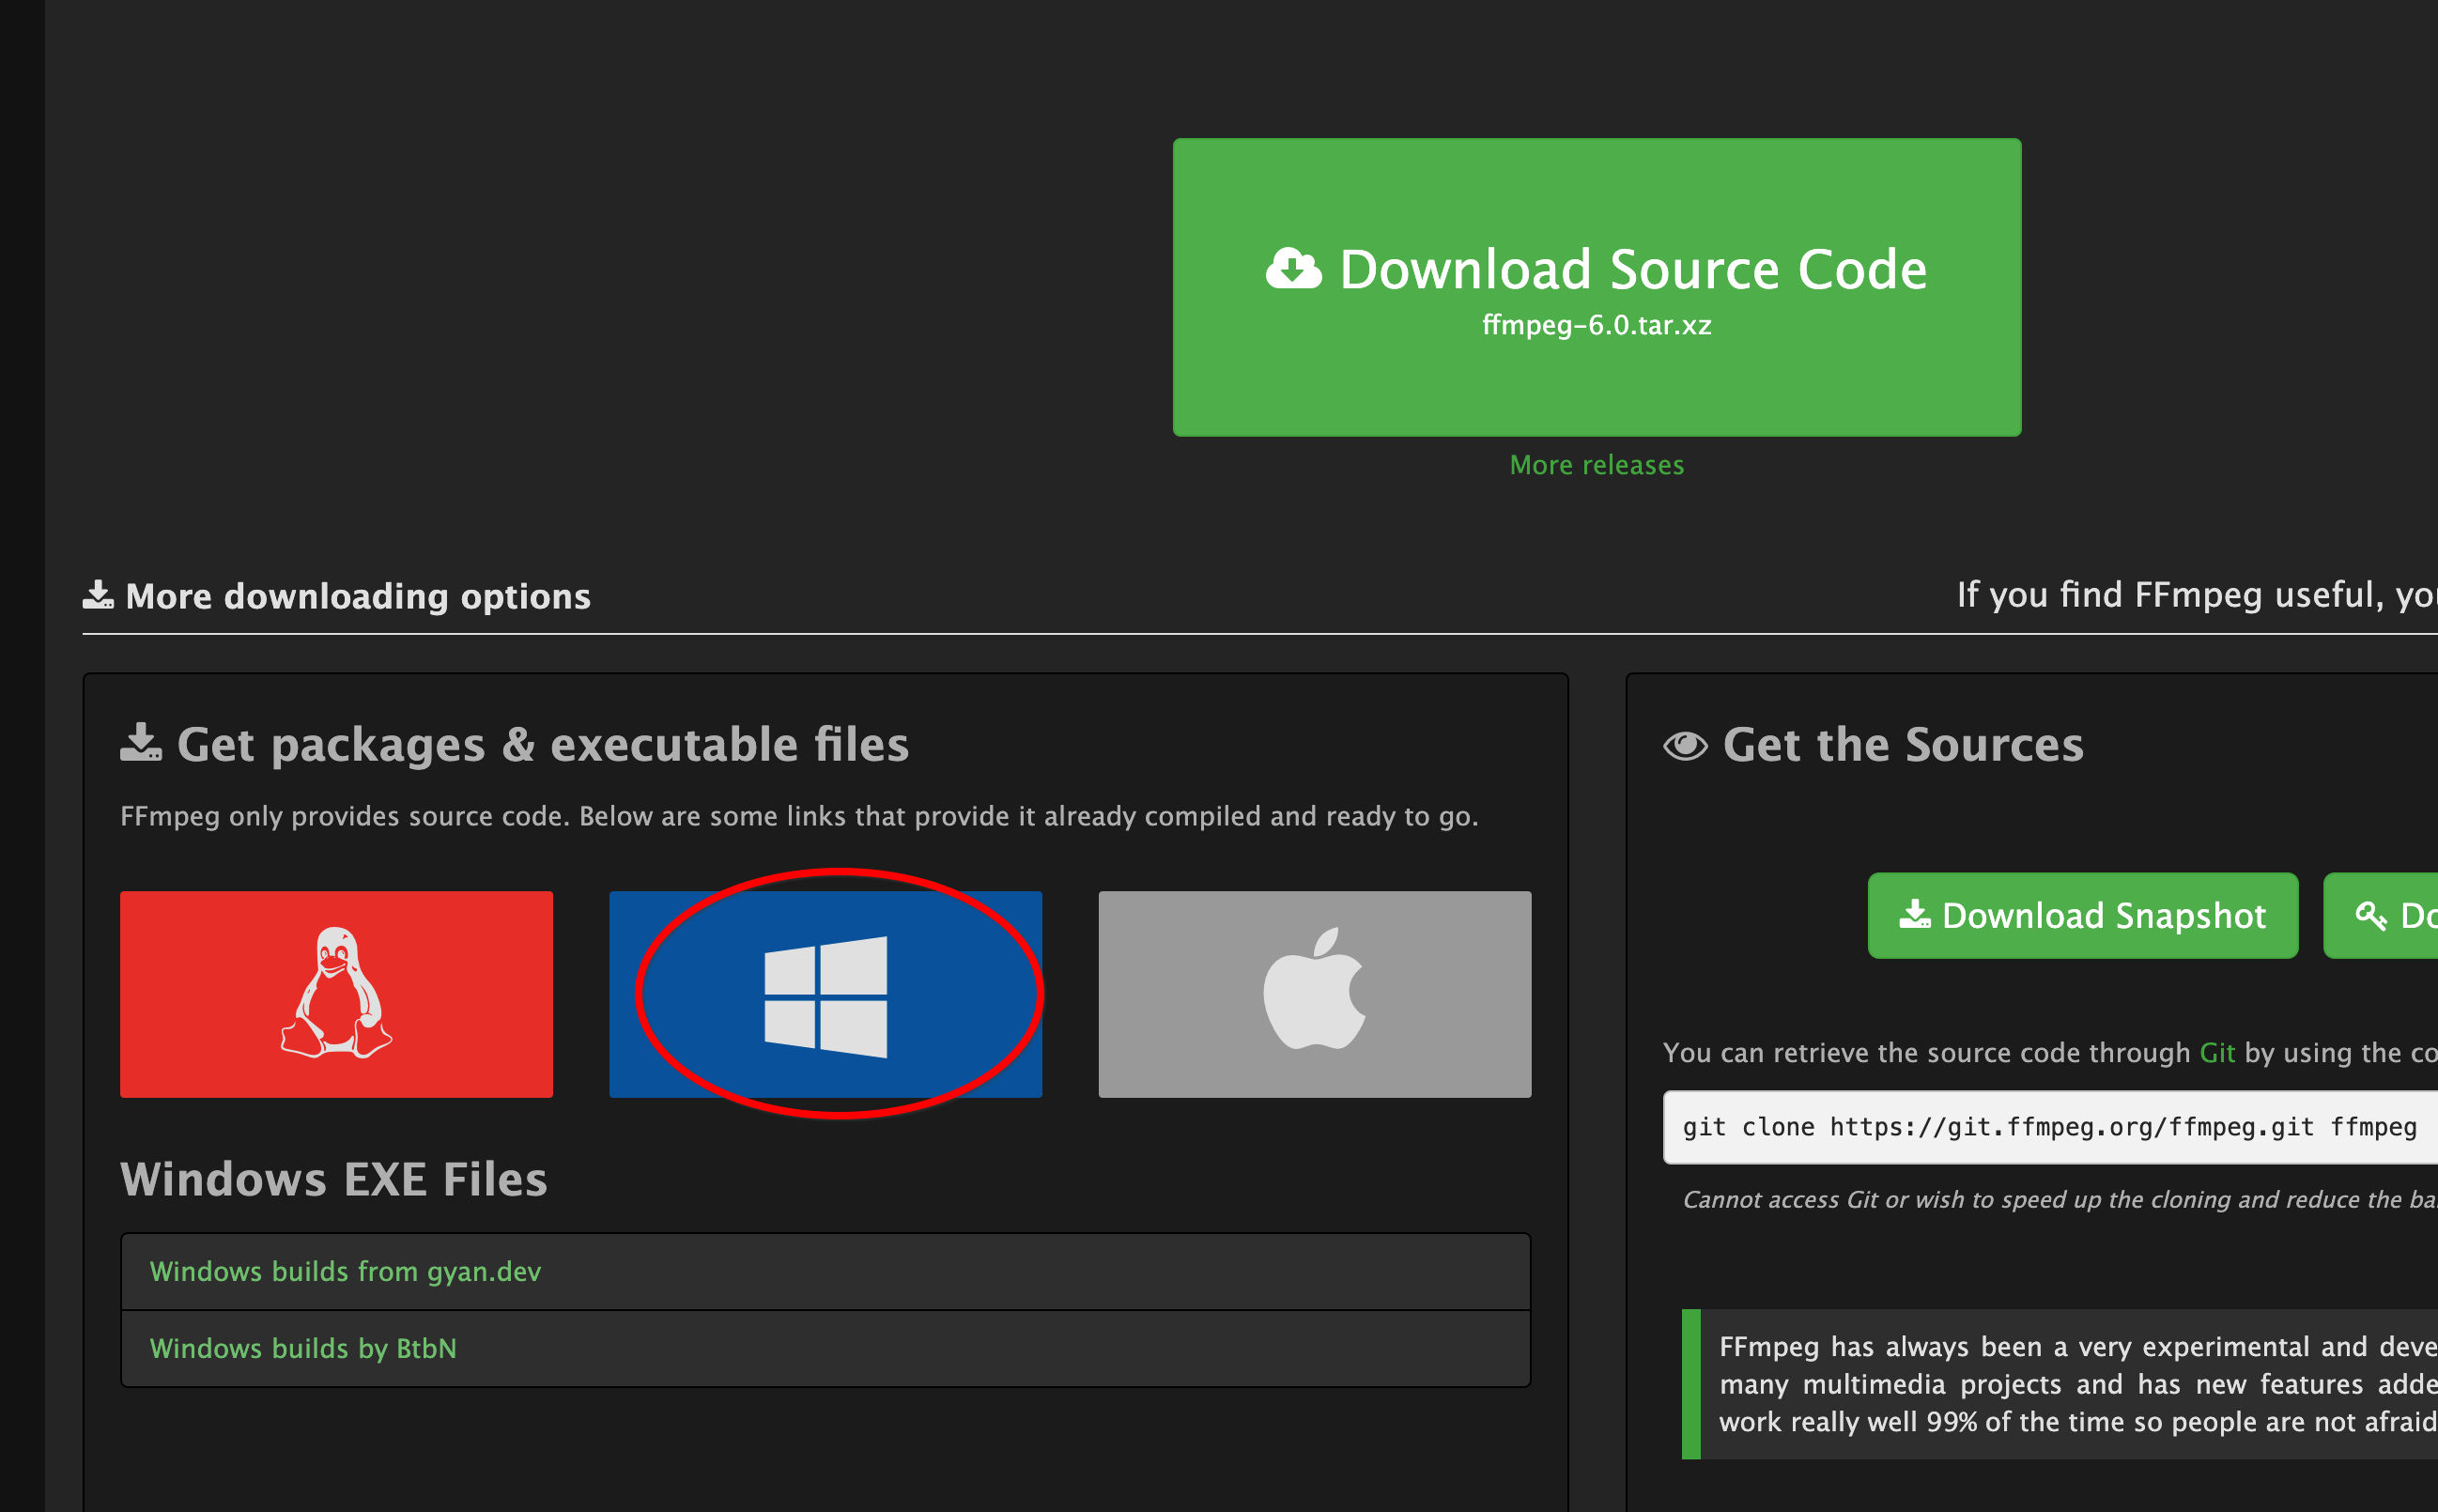 Download Source Code
ffmpeg-6.0.tar.xz
More releases
More downloading options
If you find FFmpeg useful,
Get packages & executable files
FFmpeg only provides source code. Below are some links that provide it already compiled and ready to go.
Windows EXE Files
Windows builds from gyan.dev
Windows builds by BtbN
Get the Sources
Download Snapshot
You can retrieve the source code through Git by using the
git clone https://git.ffmpeg.org/ffmpeg.git ffmpeg
Cannot access Git or wish to speed up the cloning and reduce the
FFmpeg has always been a very experimental and
many multimedia projects and has new features
work really well 99% of the time so people are not afraid